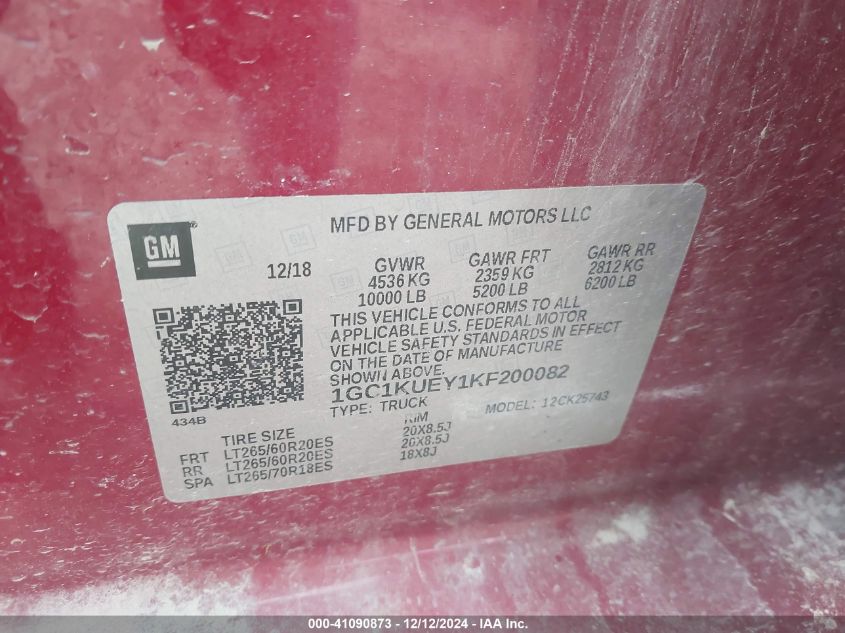 GM
MFD BY GENERAL MOTORS LLC
12/18
GVWR GAWR FRT GAWR RR
4536 KG 2359 KG 2812 KG
10000 LB 5200 LB 6200 LB
THIS VEHICLE CONFORMS TO ALL
APPLICABLE U.S. FEDERAL MOTOR
VEHICLE SAFETY STANDARDS IN EFFECT
ON THE DATE OF MANUFACTURE
SHOWN ABOVE.
1GC1KUEY1KF200082
TYPE: TRUCK MODEL: 12CK25743
434B
TIRE SIZE RIM
FRT LT265/60R20ES 20X8.5J
RR LT265/60R20ES 20X8.5J
SPA LT265/70R18ES 18X8J
000-41090873 - 12/12/2024 - IAA Inc.